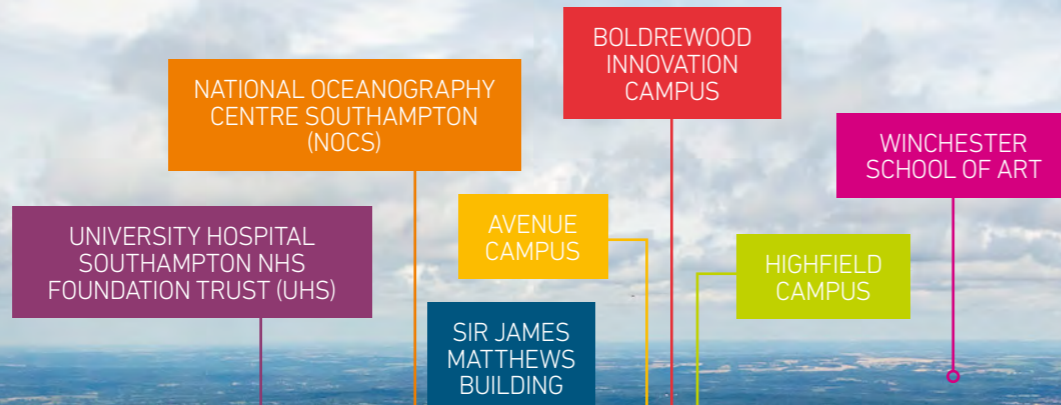 BOLDREWOOD
INNOVATION
CAMPUS
NATIONAL OCEANOGRAPHY
CENTRE SOUTHAMPTON
(NOCS)
WINCHESTER
SCHOOL OF ART
UNIVERSITY HOSPITAL
SOUTHAMPTON NHS
FOUNDATION TRUST (UHS)
AVENUE
CAMPUS
HIGHFIELD
CAMPUS
SIR JAMES
MATTHEWS
BUILDING